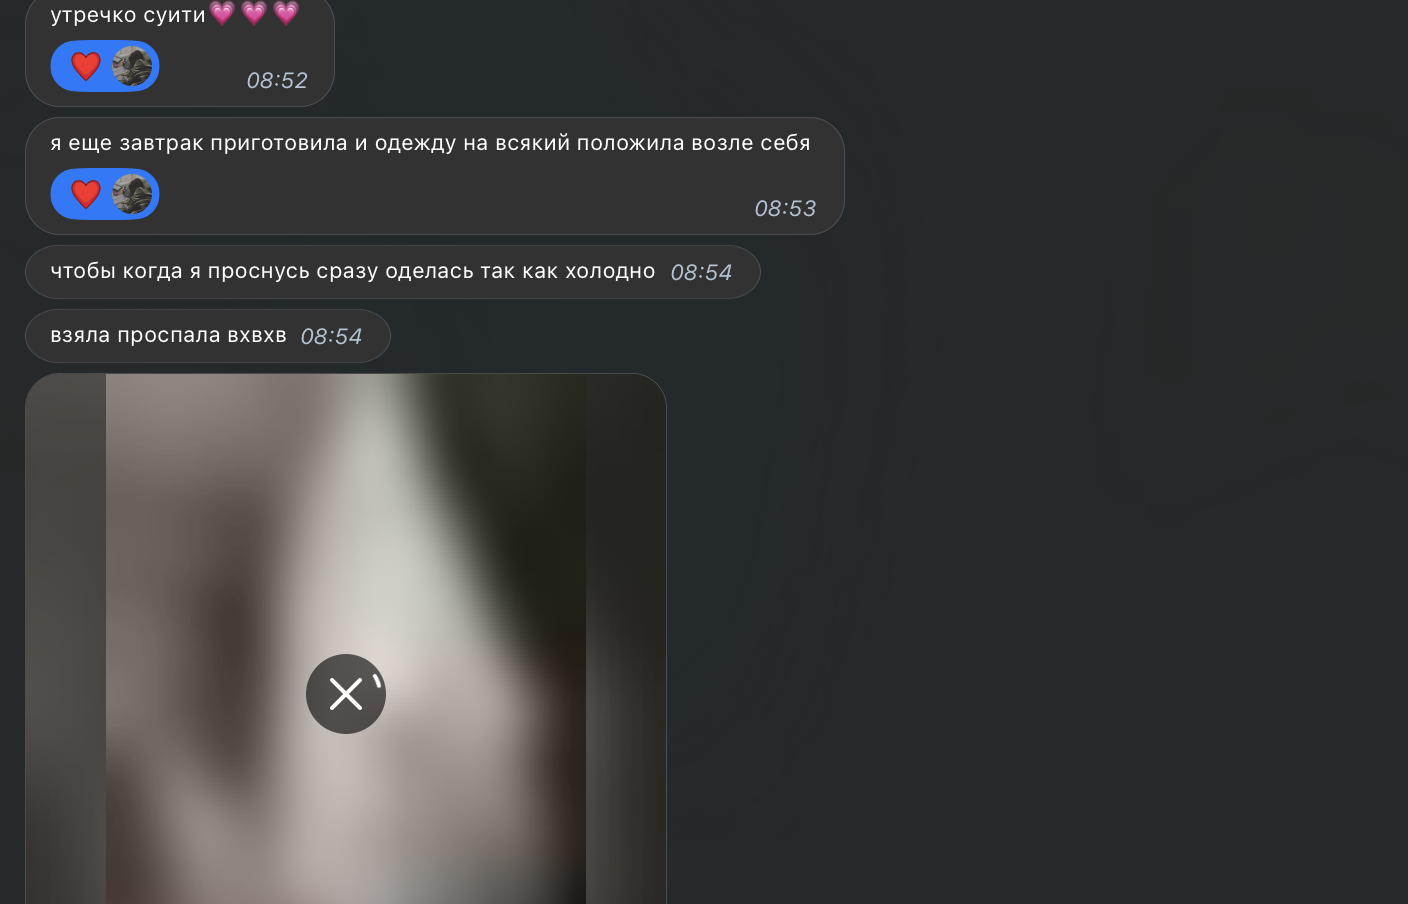 утречко суити💗💗💗
08:52
я еще завтрак приготовила и одежду на всякий положила возле себя
08:53
чтобы когда я проснусь сразу оделась так как холодно 08:54
взяла проспала вхвхв 08:54